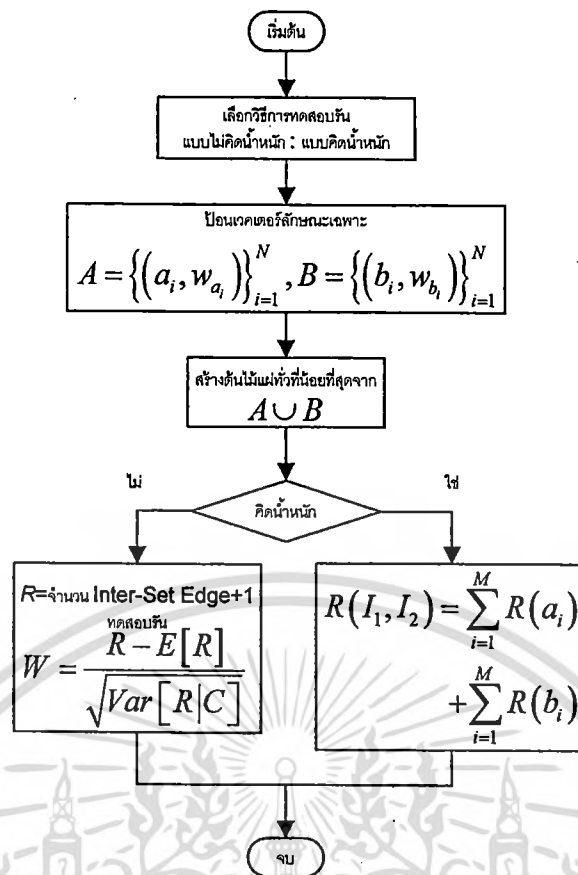 เริ่มต้น
เลือกวิธีการทดสอบรัน
แบบไม่คิดน้ำหนัก : แบบคิดน้ำหนัก
ป้อนเวคเตอร์ลักษณะเฉพาะ
A = {(a_i, w_{a_i})}_{i=1}^{N}, B = {(b_i, w_{b_i})}_{i=1}^{N}
สร้างต้นไม้แผ่ทั่วที่น้อยที่สุดจาก
A ∪ B
ไม่
ใช่
คิดน้ำหนัก
R=จำนวน Inter-Set Edge+1
ทดสอบรัน
W = (R − E[R]) / √(Var[R|C])
R(I_1, I_2) = ∑_{i=1}^{M} R(a_i)
+ ∑_{i=1}^{M} R(b_i)
จบ